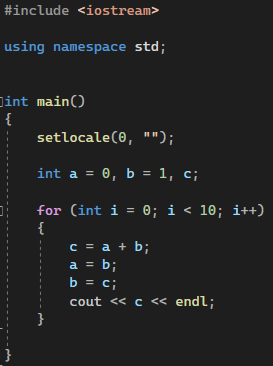 #include <iostream>
using namespace std;
int main()
{
setlocale(0, "");
int a = 0, b = 1, c;
for (int i = 0; i < 10; i++)
{
c = a + b;
a = b;
b = c;
cout << c << endl;
}
}